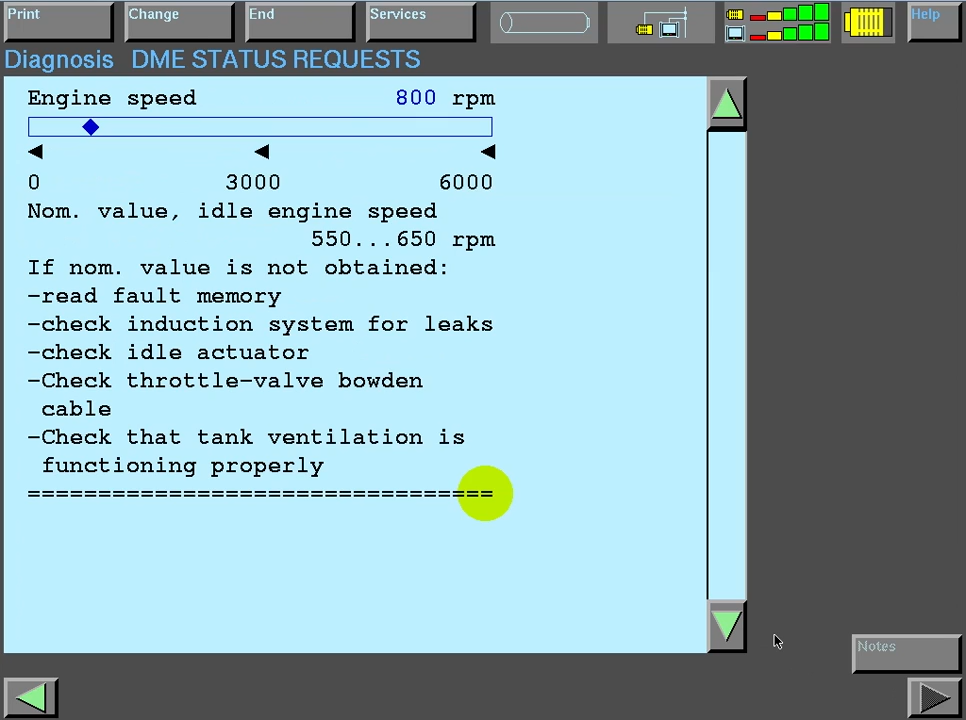 Print Change End Services Help
Diagnosis DME STATUS REQUESTS
Engine speed 800 rpm
0 3000 6000
Nom. value, idle engine speed
550...650 rpm
If nom. value is not obtained:
-read fault memory
-check induction system for leaks
-check idle actuator
-Check throttle-valve bowden
cable
-Check that tank ventilation is
functioning properly
=================================
Notes